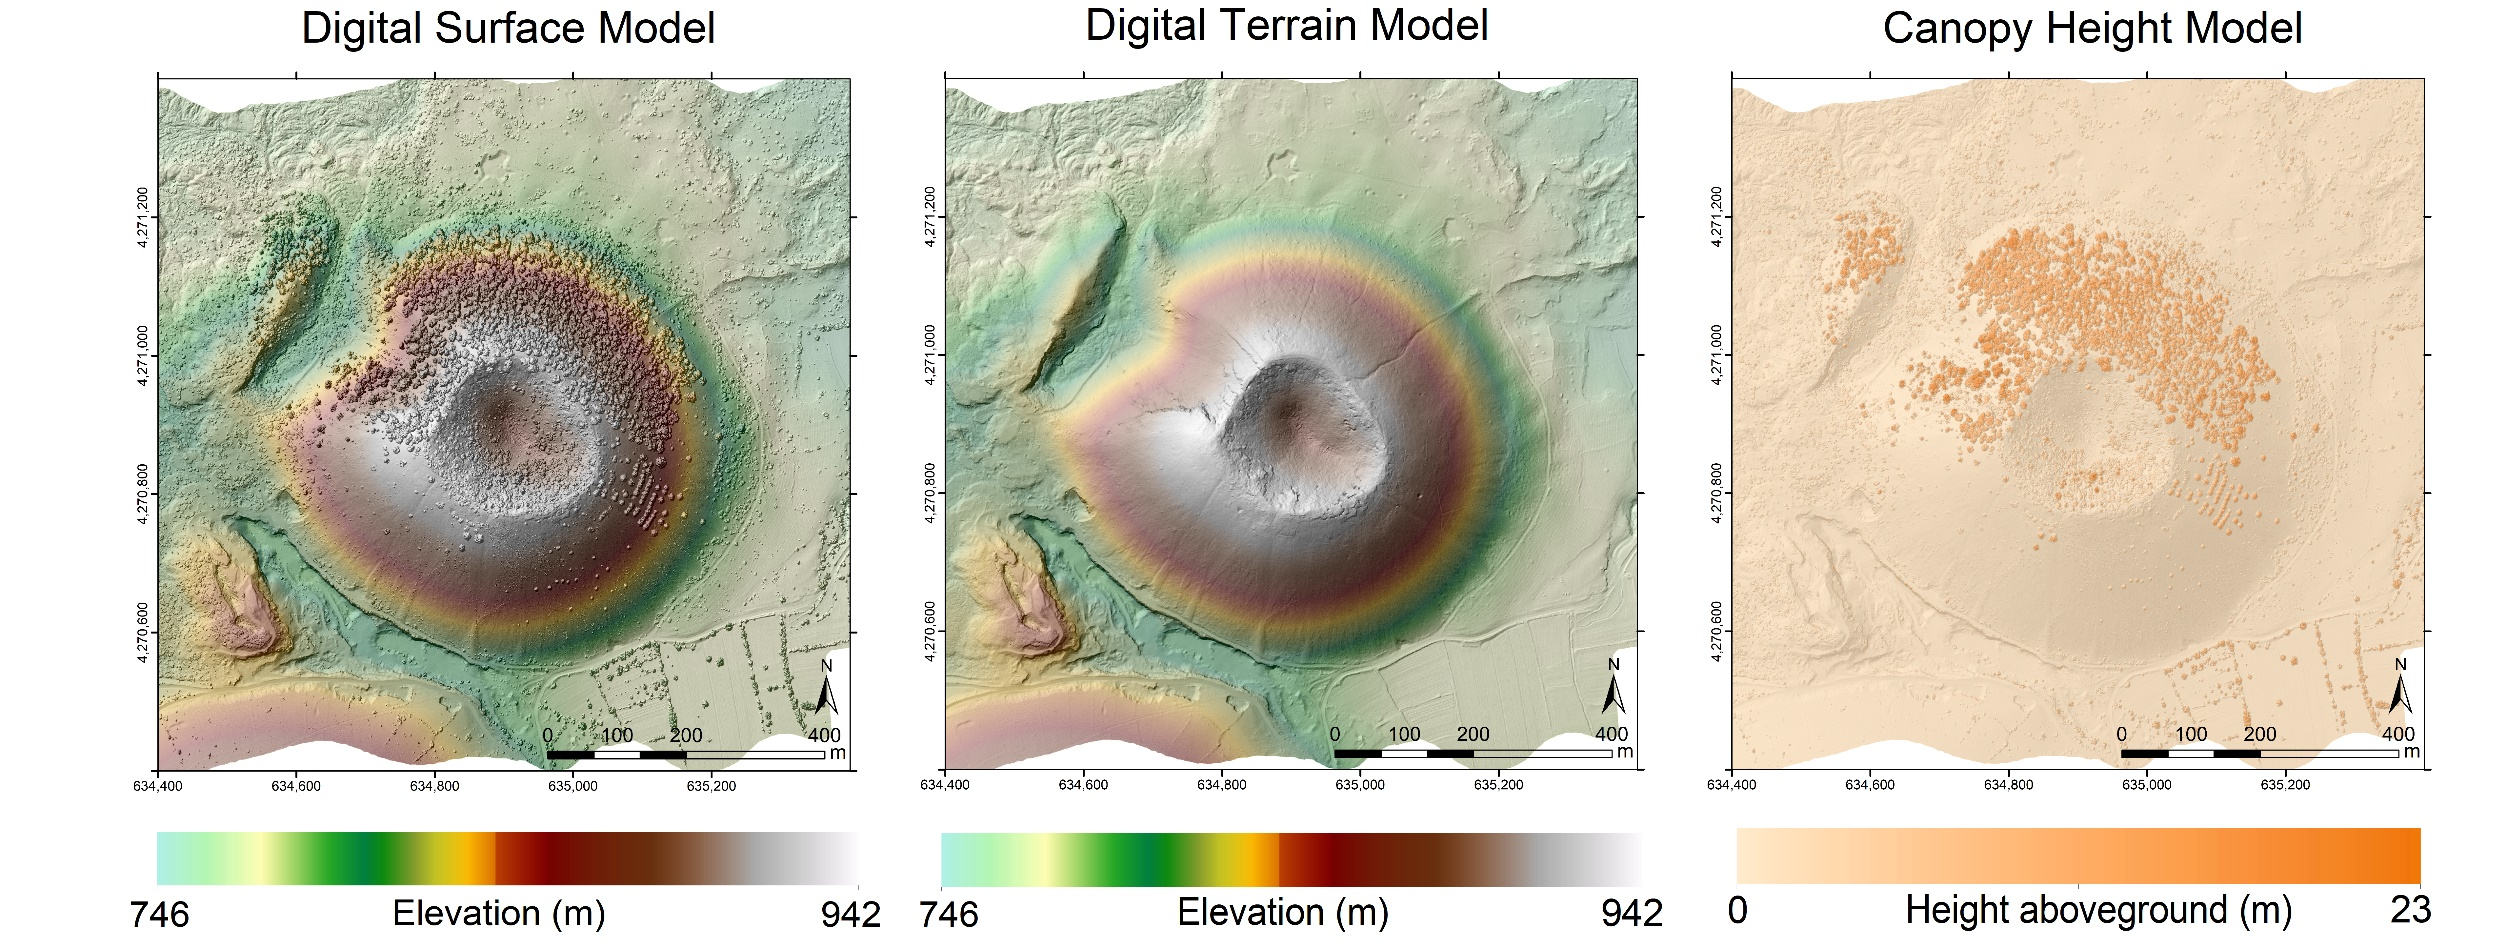 Digital Surface Model
4,271,200
4,271,000
4,270,800
4,270,600
N
0 100 200 400
m
634,400 634,600 634,800 635,000 635,200
746 Elevation (m) 942
Digital Terrain Model
4,271,200
4,271,000
4,270,800
4,270,600
N
0 100 200 400
m
634,400 634,600 634,800 635,000 635,200
746 Elevation (m) 942
Canopy Height Model
4,271,200
4,271,000
4,270,800
4,270,600
N
0 100 200 400
m
634,400 634,600 634,800 635,000 635,200
0 Height aboveground (m) 23